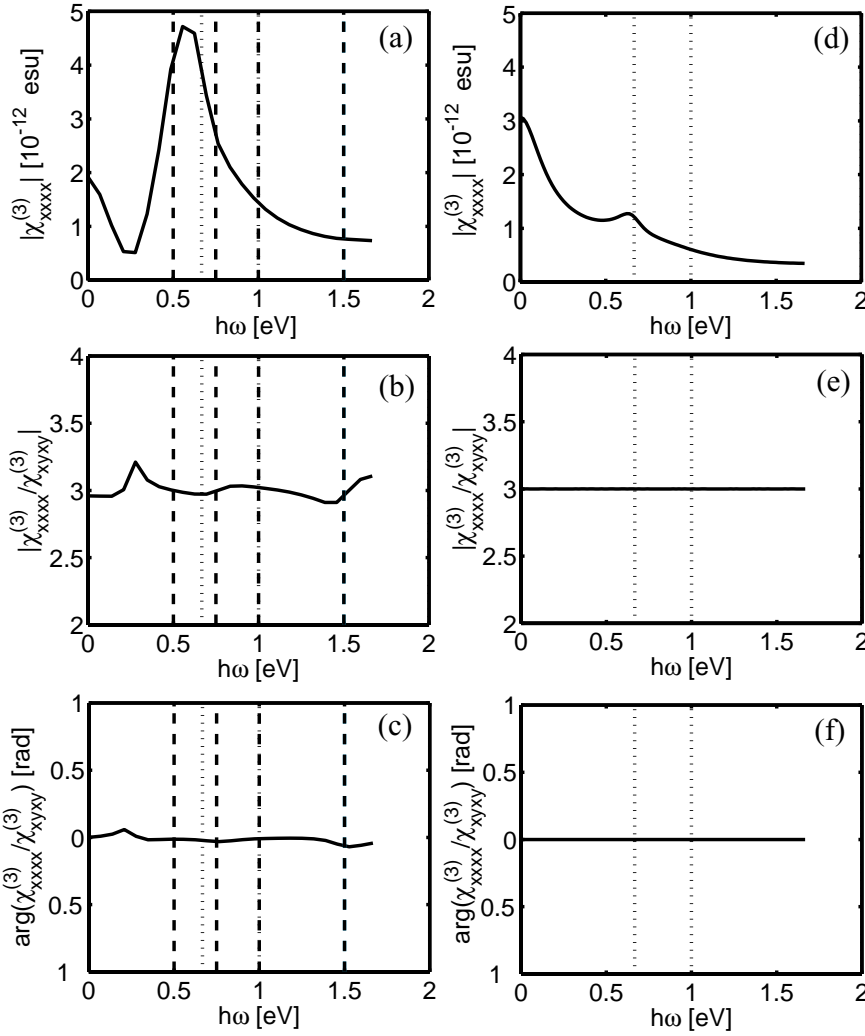 (a)
|χ(3)xxxx| [10-12 esu]
5
4
3
2
1
0
0 0.5 1 1.5 2
hω [eV]
(d)
|χ(3)xxxx| [10-12 esu]
5
4
3
2
1
0
0 0.5 1 1.5 2
hω [eV]
(b)
|χ(3)xxxx/χ(3)xyxy|
4
3.5
3
2.5
2
0 0.5 1 1.5 2
hω [eV]
(e)
|χ(3)xxxx/χ(3)xyxy|
4
3.5
3
2.5
2
0 0.5 1 1.5 2
hω [eV]
(c)
arg(χ(3)xxxx/χ(3)xyxy) [rad]
1
0.5
0
0.5
1
0 0.5 1 1.5 2
hω [eV]
(f)
arg(χ(3)xxxx/χ(3)xyxy) [rad]
1
0.5
0
0.5
1
0 0.5 1 1.5 2
hω [eV]